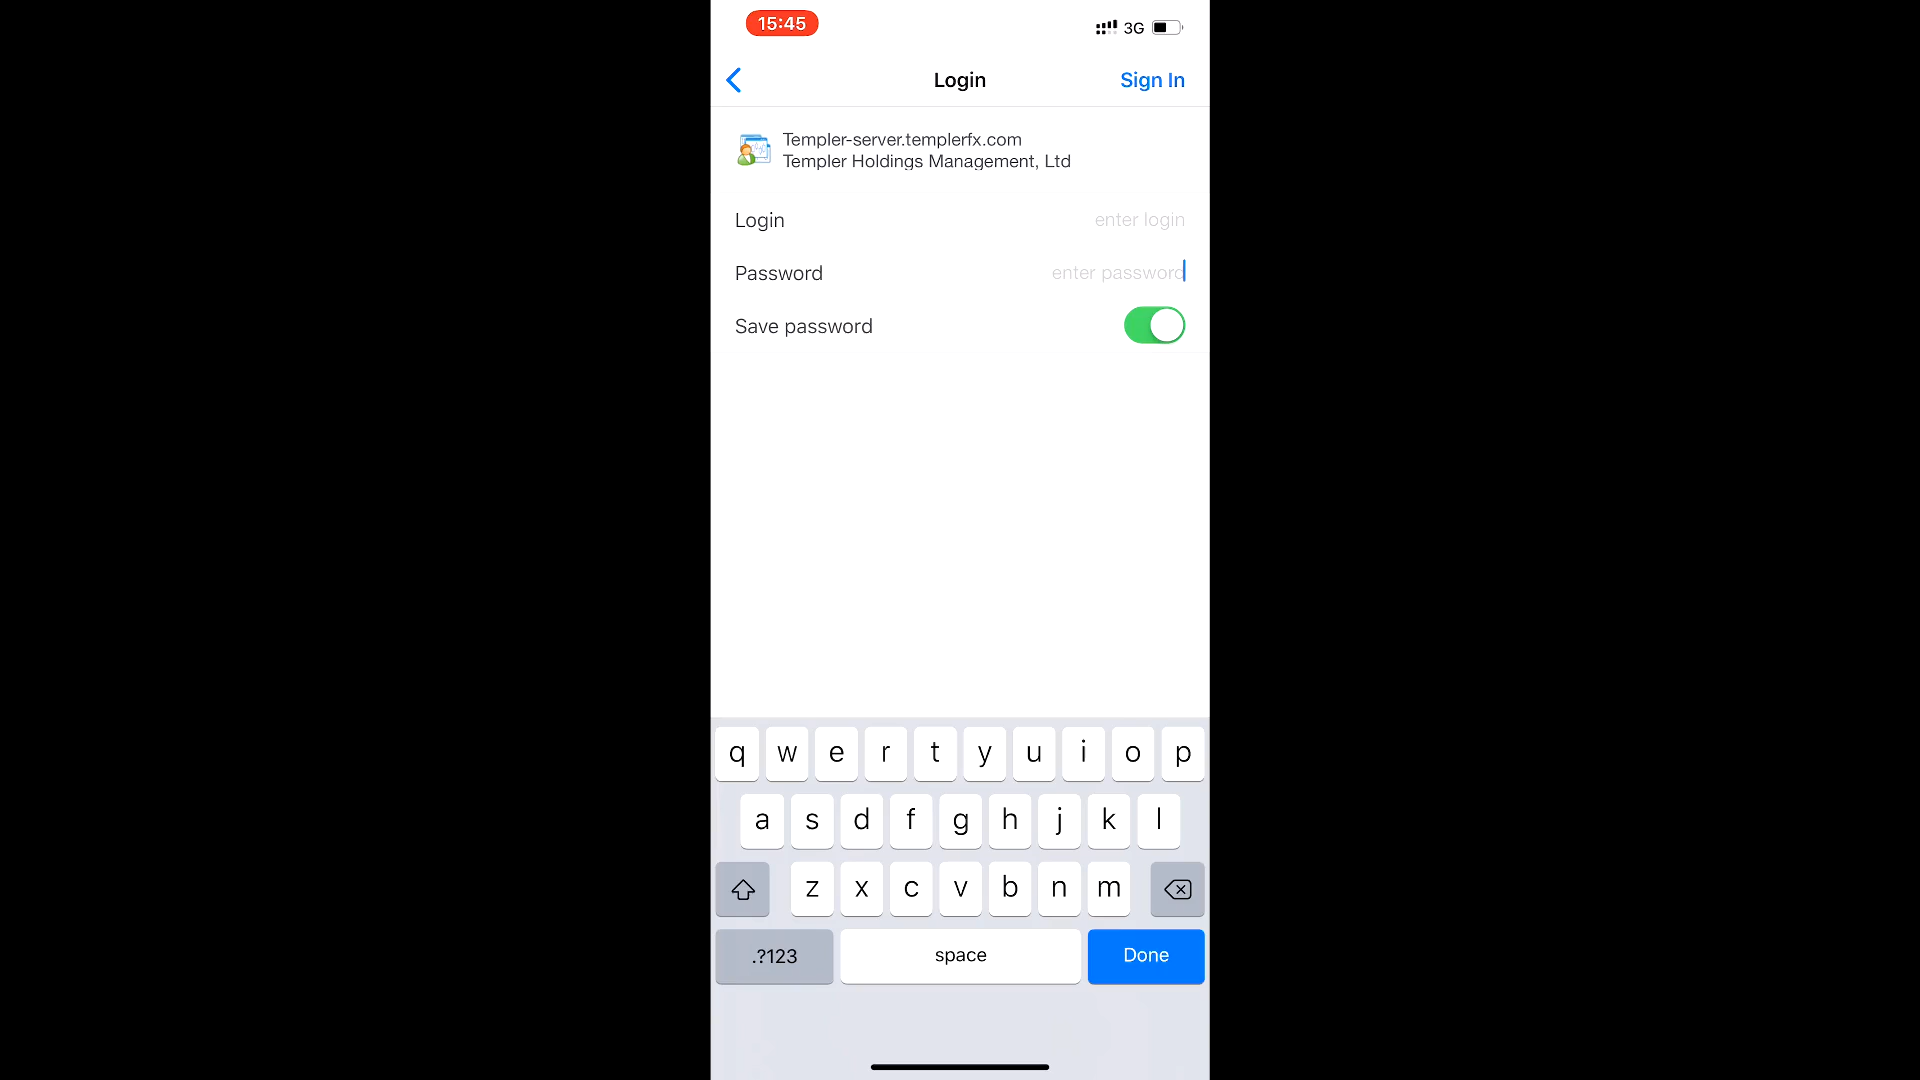 15:45
3G
Login
Sign In
Templer-server.templerfx.com
Templer Holdings Management, Ltd
Login
enter login
Password
enter password
Save password
q w e r t y u i o p
a s d f g h j k l
z x c v b n m
.?123
space
Done